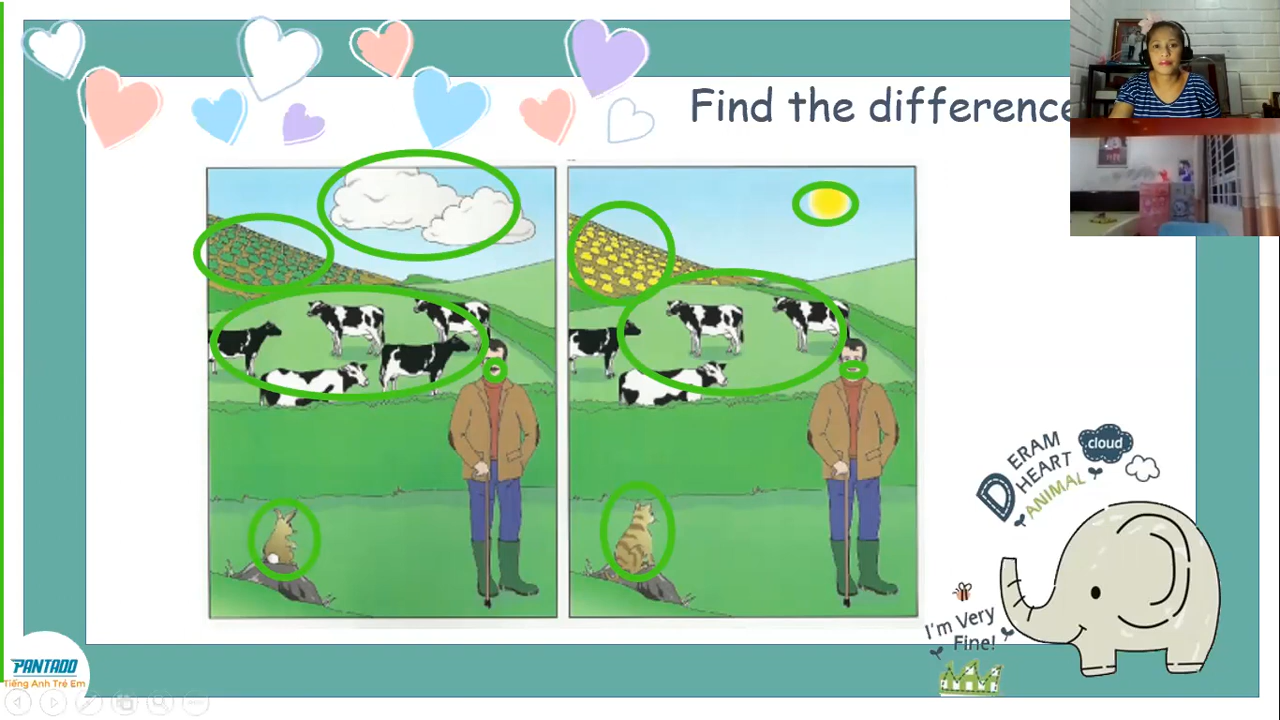 Find the difference
DERAM
HEART
ANIMAL
cloud
I'm Very
Fine!
PANTADO
Tiếng Anh Trẻ Em